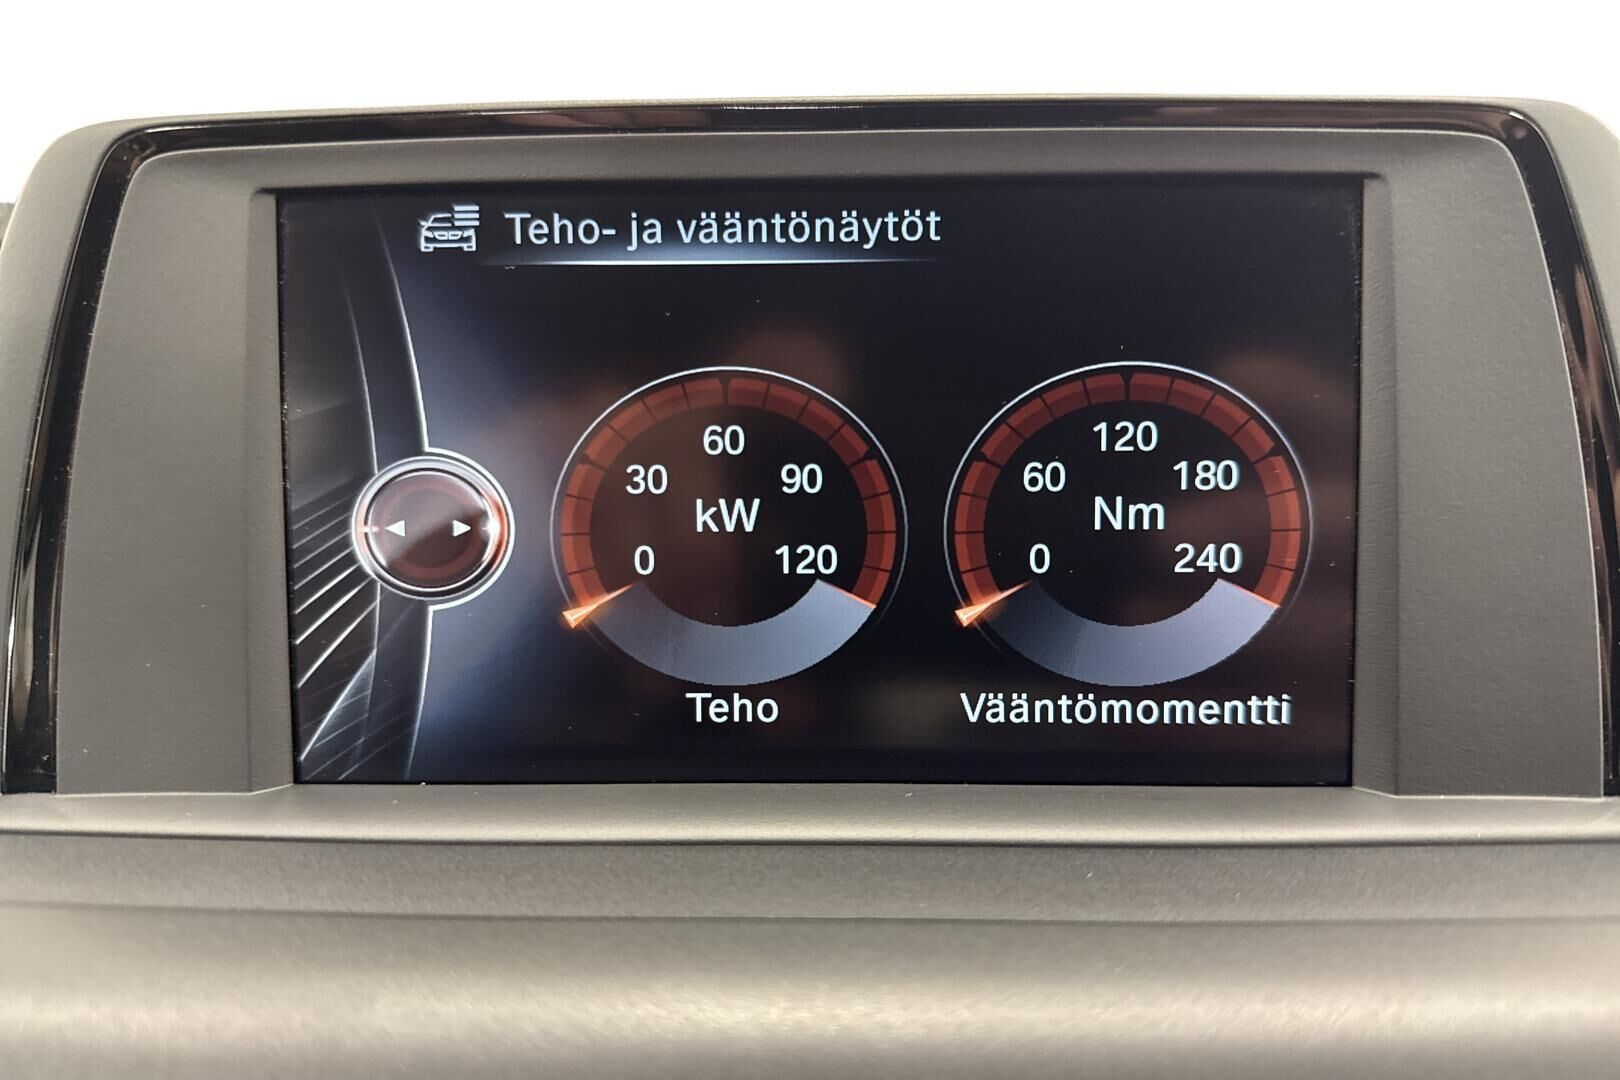 Teho- ja vääntönäytöt
60
30 90
kW
0 120
Teho
120
60 180
Nm
0 240
Vääntömomentti